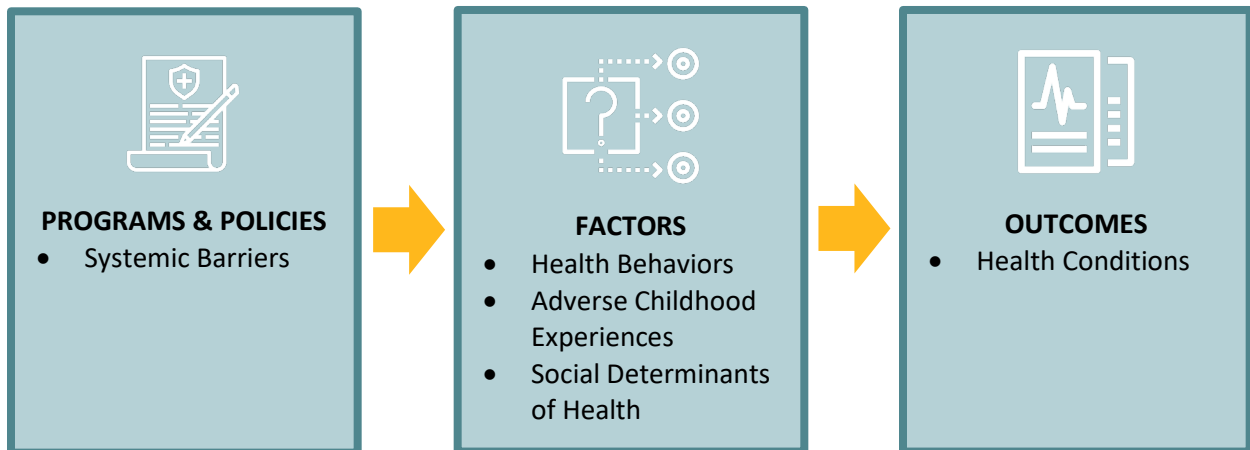 PROGRAMS & POLICIES
• Systemic Barriers
FACTORS
• Health Behaviors
• Adverse Childhood
Experiences
• Social Determinants
of Health
OUTCOMES
• Health Conditions